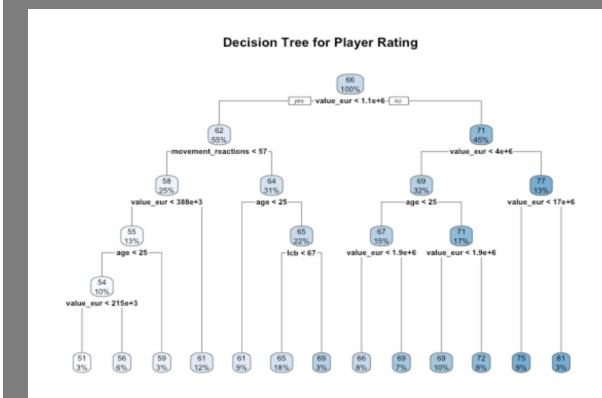 Decision Tree for Player Rating
66
100%
yes value_eur < 1.1e+6 no
62
55%
71
45%
movement_reactions < 57
value_eur < 4e+6
58
25%
64
31%
69
32%
77
13%
value_eur < 388e+3
age < 25
age < 25
value_eur < 17e+6
55
13%
65
22%
67
15%
71
17%
age < 25
lcb < 67
value_eur < 1.9e+6
value_eur < 1.9e+6
54
10%
value_eur < 215e+3
51 56 59 61 61 65 69 66 69 69 72 75 81
3% 6% 3% 12% 9% 18% 3% 8% 7% 10% 8% 9% 3%